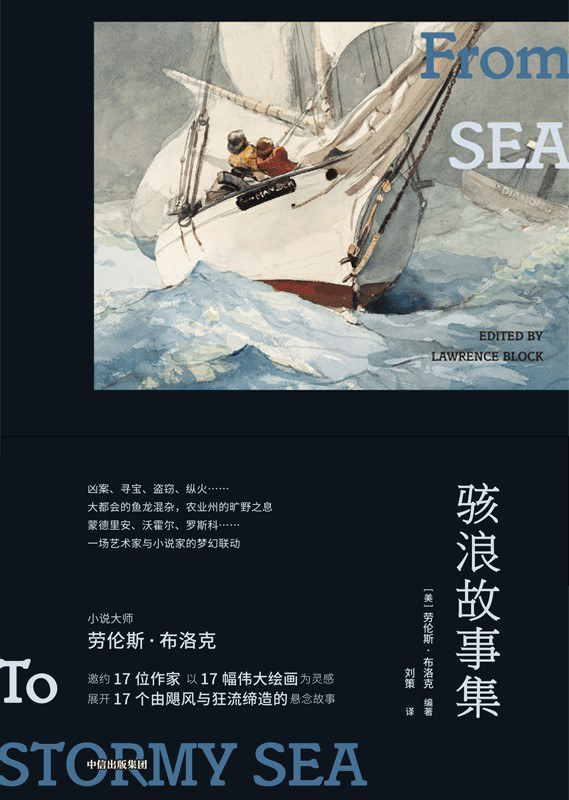 From
SEA
DIAMOND
EDITED BY
LAWRENCE BLOCK
凶案、寻宝、盗窃、纵火……
大都会的鱼龙混杂，农业州的旷野之息
蒙德里安、沃霍尔、罗斯科……
一场艺术家与小说家的梦幻联动
骇浪故事集
［美］劳伦斯·布洛克 编著
刘策 译
小说大师
劳伦斯·布洛克
邀约 17 位作家 以 17 幅伟大绘画为灵感
展开 17 个由飓风与狂流缔造的悬念故事
To
STORMY SEA
中信出版集团